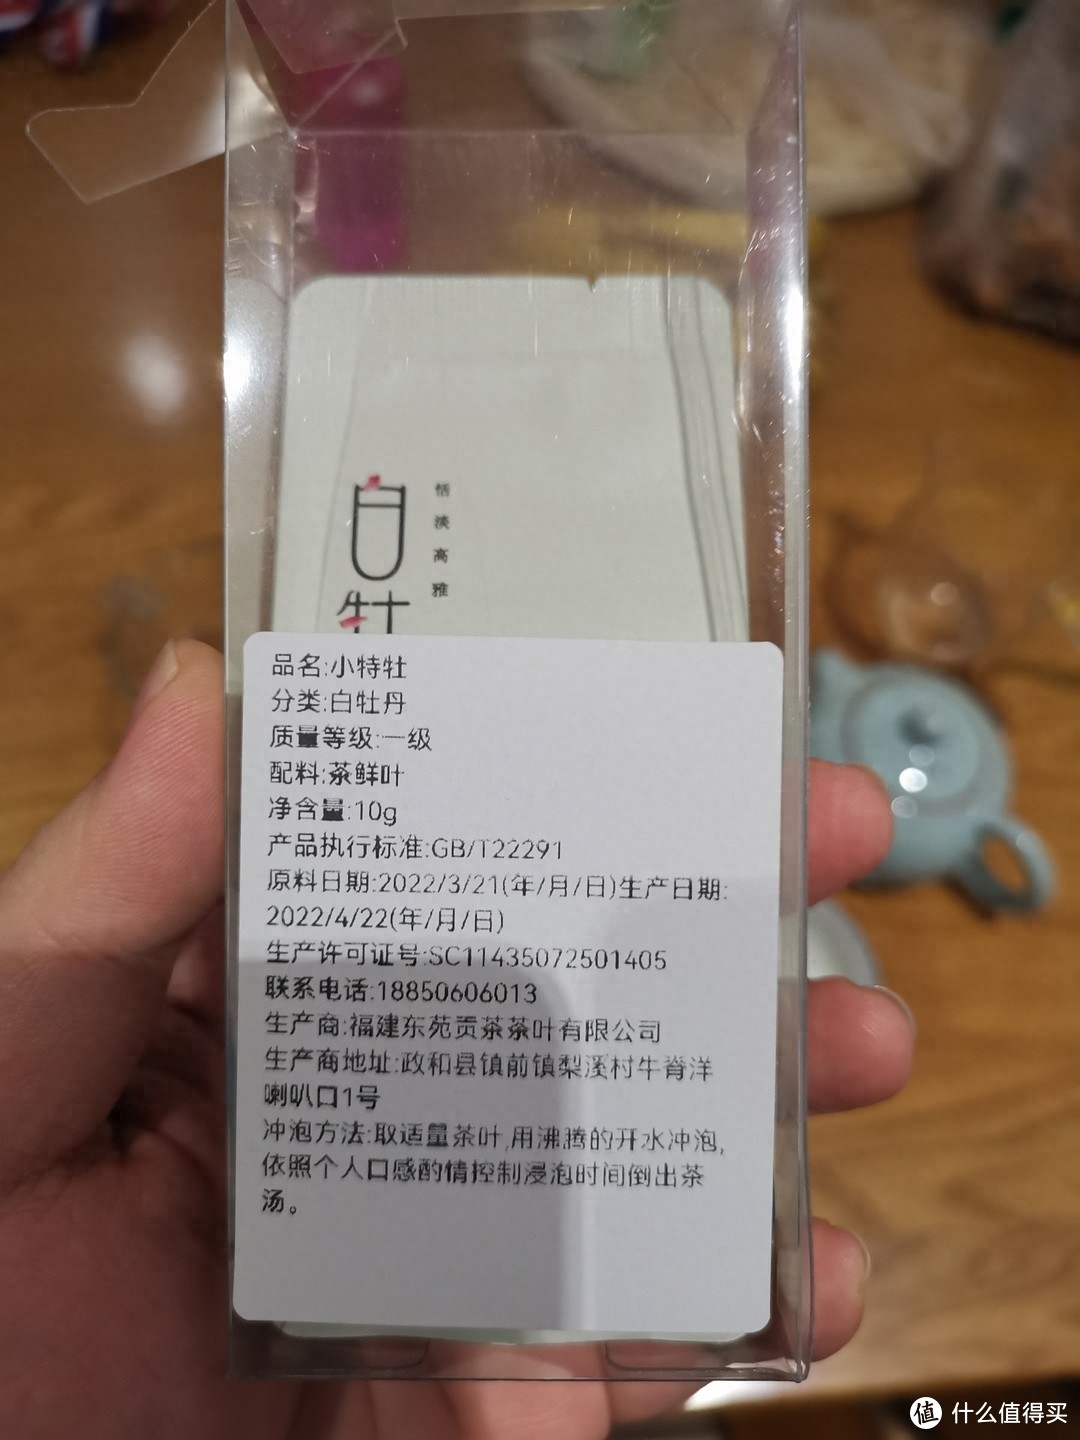 白牡
恬淡高雅
品名:小特牡
分类:白牡丹
质量等级:一级
配料:茶鲜叶
净含量:10g
产品执行标准:GB/T22291
原料日期:2022/3/21(年/月/日)生产日期:
2022/4/22(年/月/日)
生产许可证号:SC11435072501405
联系电话:18850606013
生产商:福建东苑贡茶茶叶有限公司
生产商地址:政和县镇前镇梨溪村牛脊洋
喇叭口1号
冲泡方法:取适量茶叶,用沸腾的开水冲泡,
依照个人口感酌情控制浸泡时间倒出茶
汤。
值 什么值得买